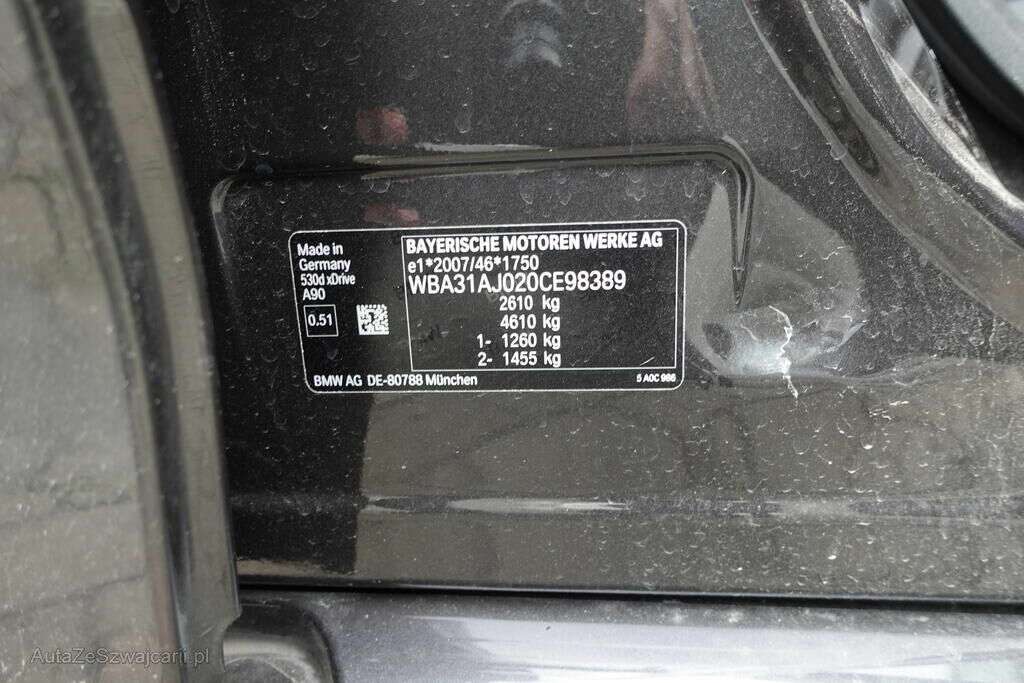 Made in
Germany
530d xDrive
A90
0.51
BAYERISCHE MOTOREN WERKE AG
e1*2007/46*1750
WBA31AJ020CE98389
2610 kg
4610 kg
1- 1260 kg
2- 1455 kg
BMW AG DE-80788 München
5 A0C 986
AutaZeSzwajcarii.pl